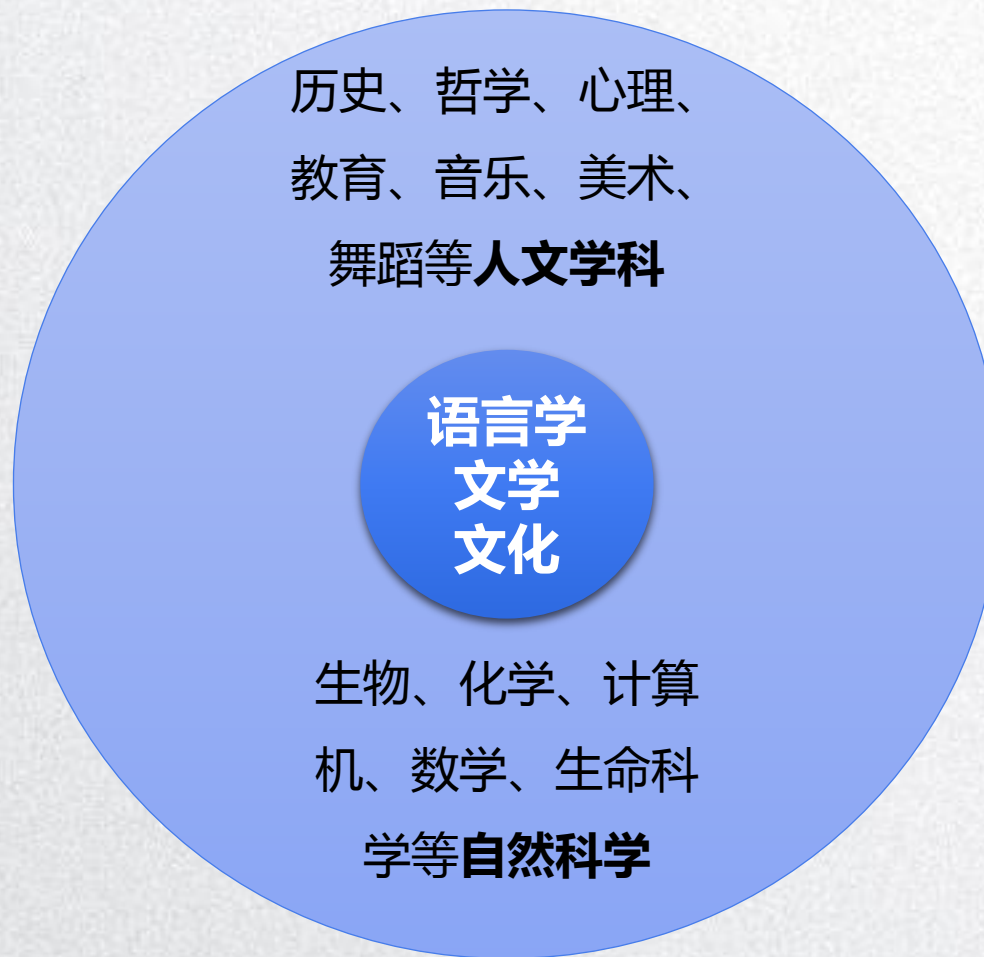 历史、哲学、心理、
教育、音乐、美术、
舞蹈等人文学科
语言学
文学
文化
生物、化学、计算
机、数学、生命科
学等自然科学